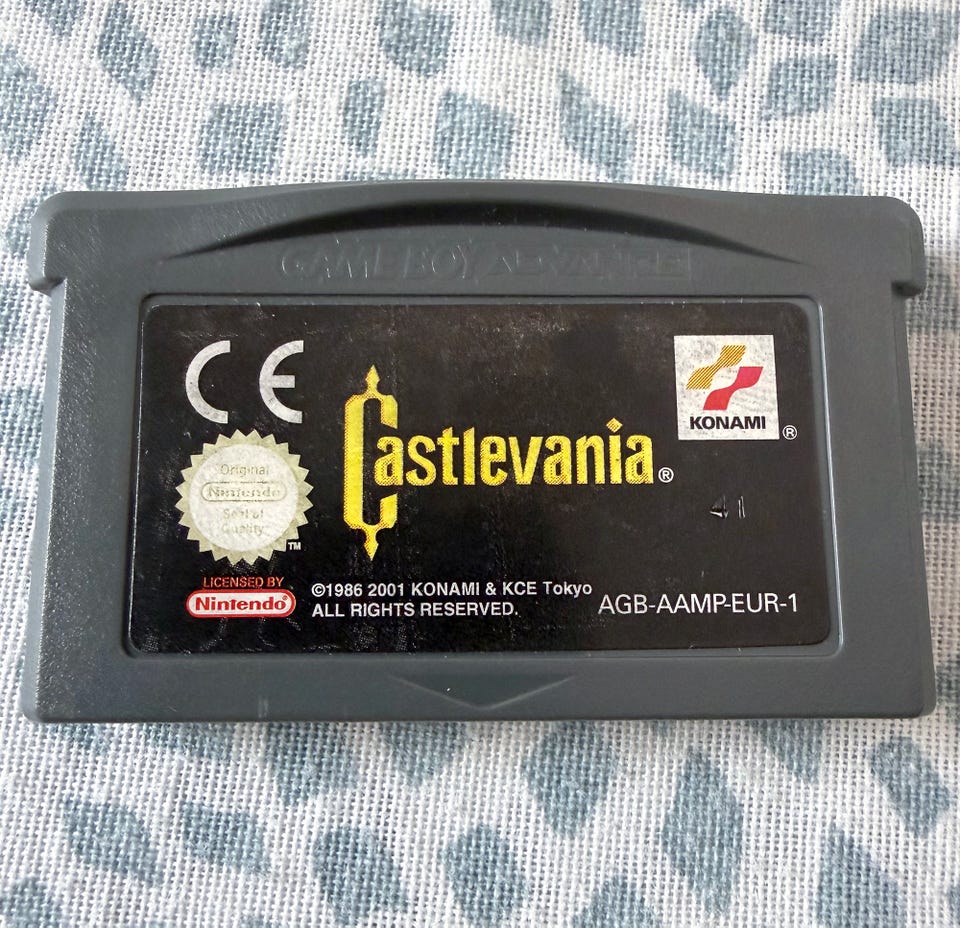 GAME BOY ADVANCE
CE
Castlevania®
KONAMI ®
Original
Nintendo
Seal of
Quality
TM
41
LICENSED BY
Nintendo®
©1986 2001 KONAMI & KCE Tokyo
ALL RIGHTS RESERVED.
AGB-AAMP-EUR-1